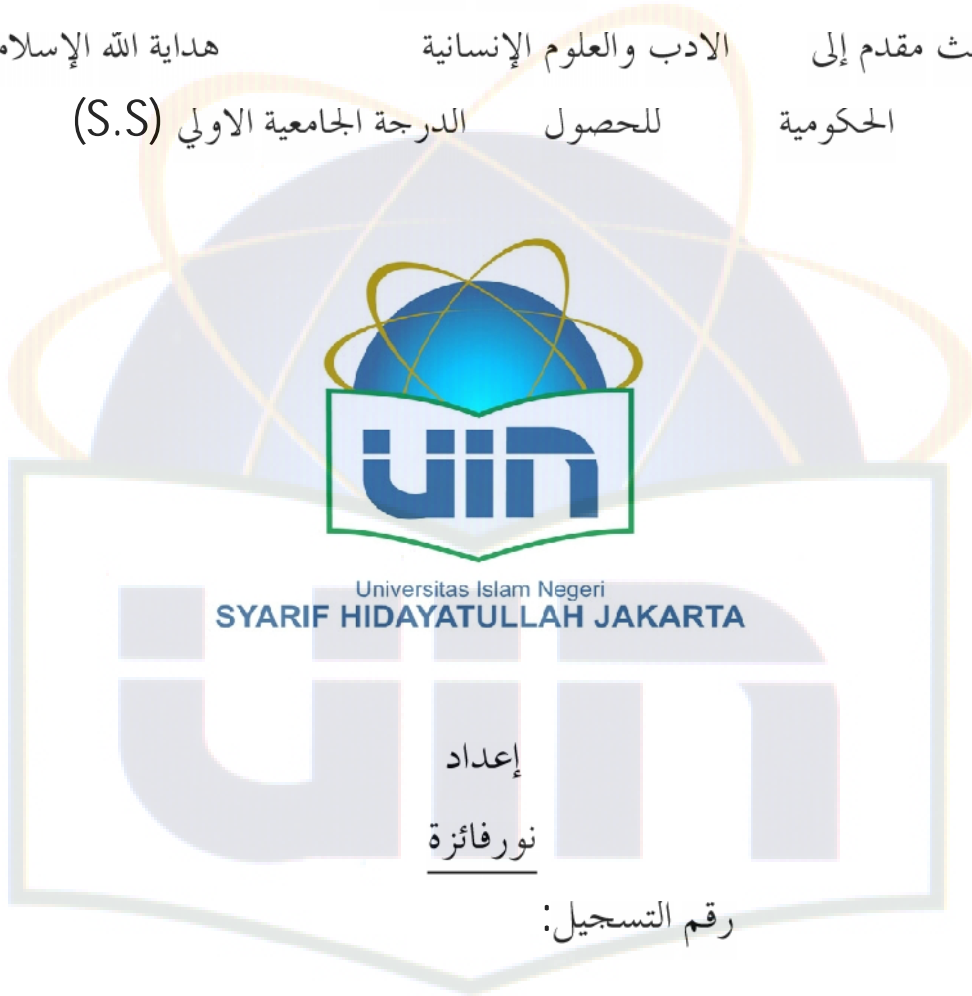 مقدم إلى الادب والعلوم الإنسانية هداية الله
الحكومية للحصول الدرجة الجامعية الاولي (S.S)
uin
Universitas Islam Negeri
SYARIF HIDAYATULLAH JAKARTA
إعداد
نورفائزة
رقم التسجيل: